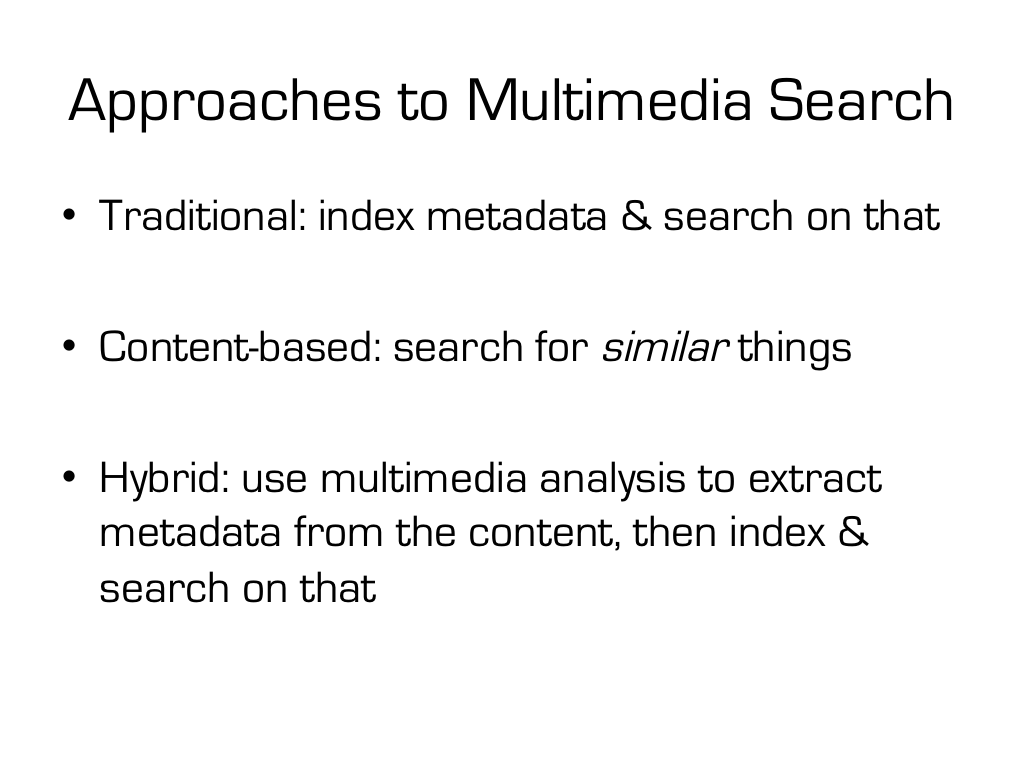 Approaches to Multimedia Search
• Traditional: index metadata & search on that
• Content-based: search for similar things
• Hybrid: use multimedia analysis to extract
metadata from the content, then index &
search on that